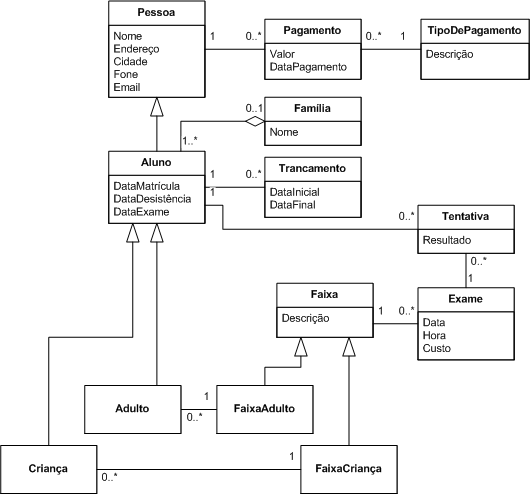 Pessoa
Nome
Endereço
Cidade
Fone
Email
1
0..*
Pagamento
Valor
DataPagamento
0..*
1
TipoDePagamento
Descrição
0..1
Família
Nome
1..*
Aluno
DataMatrícula
DataDesistência
DataExame
1
0..*
Trancamento
DataInicial
DataFinal
1
0..*
Tentativa
Resultado
0..*
1
Faixa
Descrição
1
0..*
Exame
Data
Hora
Custo
Adulto
1
0..*
FaixaAdulto
Criança
0..*
1
FaixaCriança